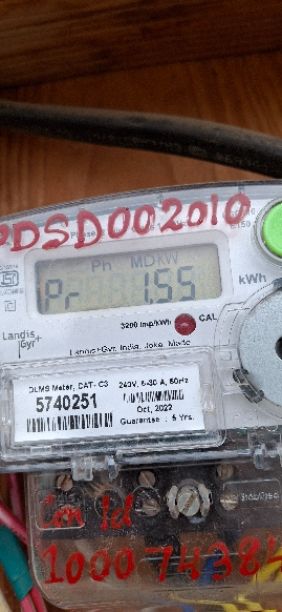 PDSD002010
Ph MDKW
Pr 1.55
kWh
3200 imp/kWh CAL
Landis
Gyr+
DLMS Meter, CAT- C3 240V, 5-30 A, 50Hz
5740251
Oct, 2022
Guarantee : 5 Yrs.
Con Id
100074384